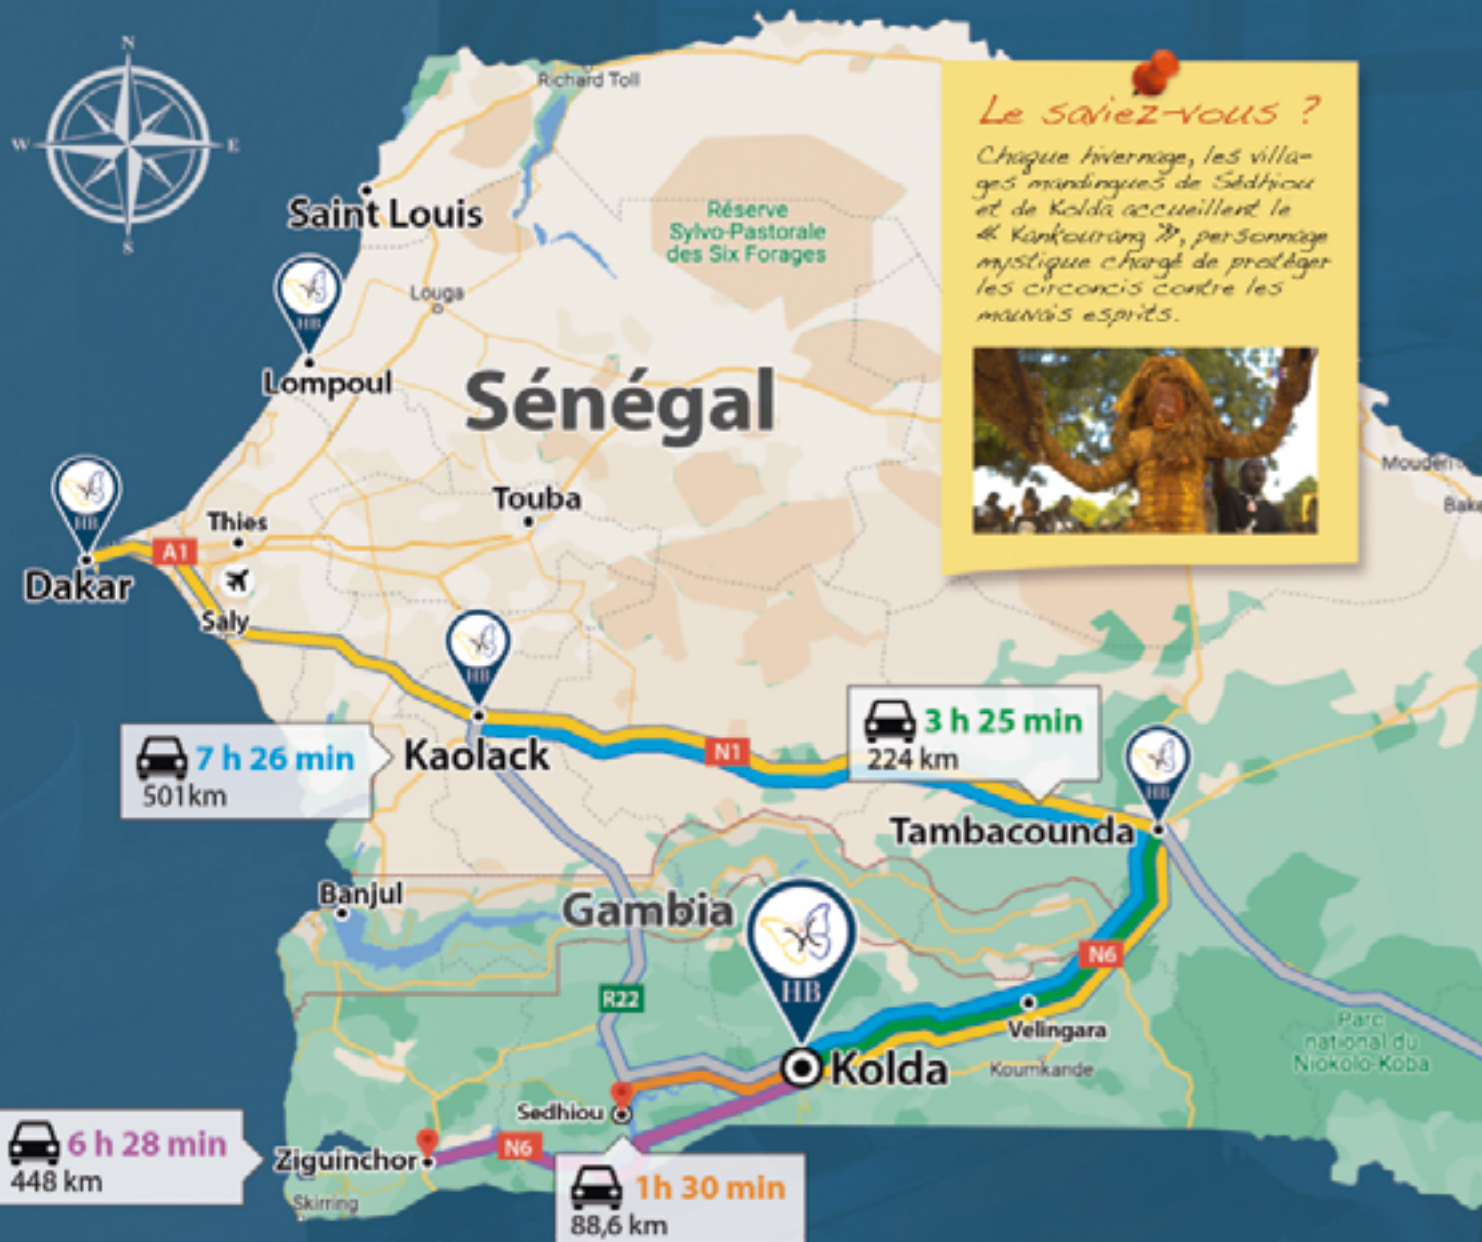 N
W
E
S
Richard Toll
Saint Louis
HB
Louga
Lompoul
Réserve
Sylvo-Pastorale
des Six Forages
Le saviez-vous ?
Chaque hivernage, les villa-
ges mandingues de Sédhiou
et de Kolda accueillent le
« Kankourang », personnage
mystique chargé de protéger
les circoncis contre les
mauvais esprits.
Sénégal
Touba
Thies
HB
A1
Dakar
Saly
HB
Kaolack
7 h 26 min
501km
N1
3 h 25 min
224 km
HB
Tambacounda
Banjul
Gambia
HB
N6
R22
Velingara
Kolda
Koumkande
Parc
national du
Niokolo-Koba
Sedhiou
6 h 28 min
448 km
Ziguinchor
N6
Skirring
1h 30 min
88,6 km